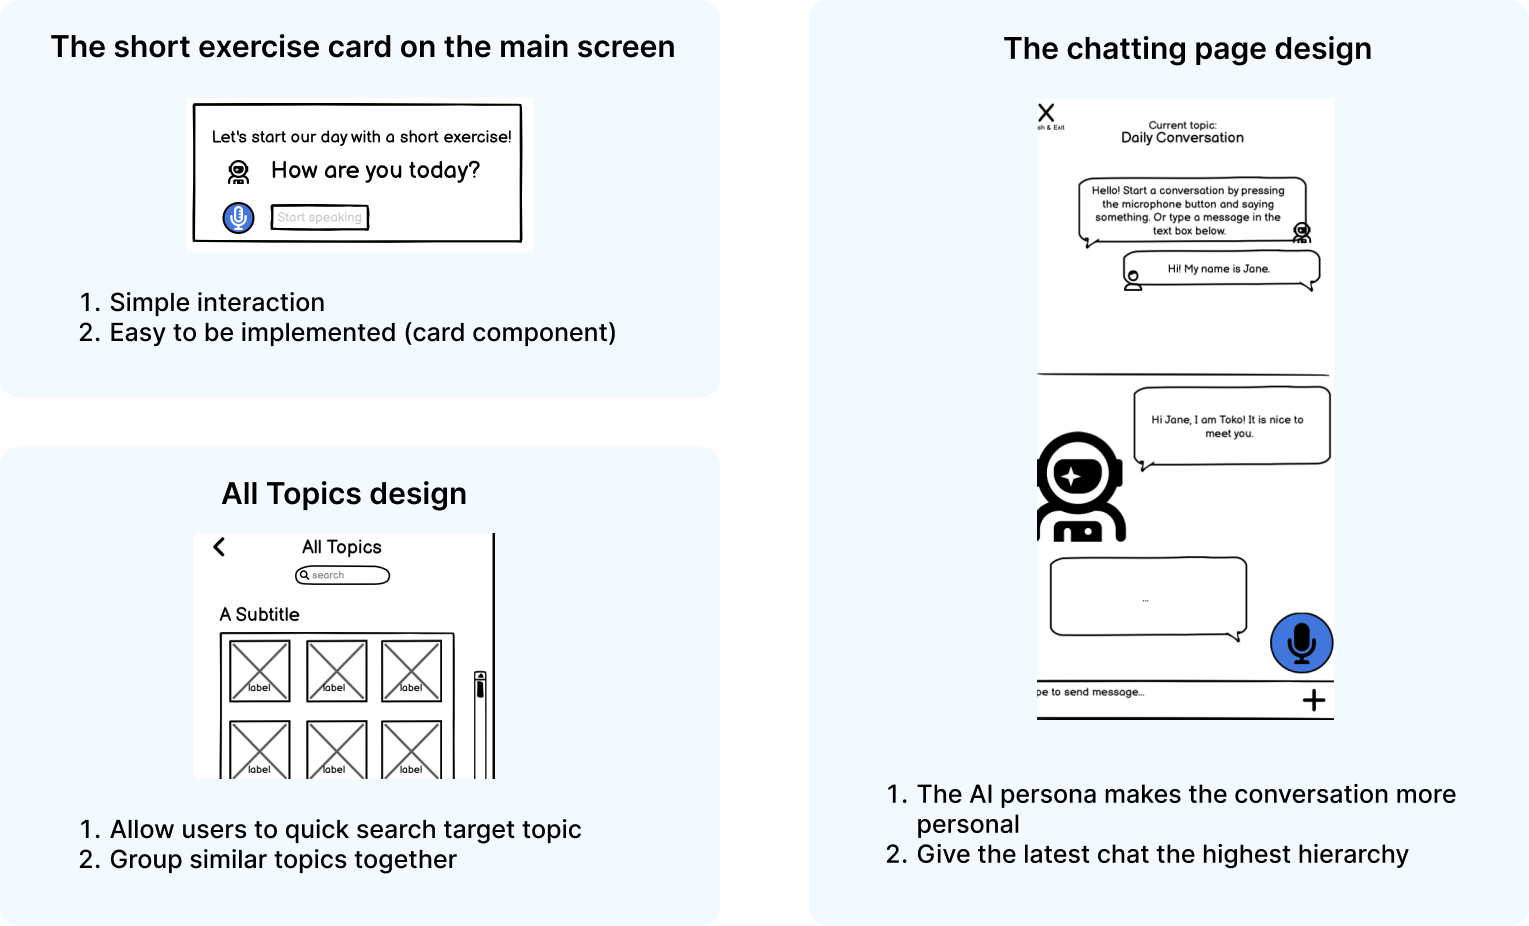 The short exercise card on the main screen
Let's start our day with a short exercise!
How are you today?
Start speaking
1. Simple interaction
2. Easy to be implemented (card component)
All Topics design
All Topics
search
A Subtitle
label label label
label label label
1. Allow users to quick search target topic
2. Group similar topics together
The chatting page design
sh & Exit
Current topic:
Daily Conversation
Hello! Start a conversation by pressing
the microphone button and saying
something. Or type a message in the
text box below.
Hi! My name is Jane.
Hi Jane, I am Toko! It is nice to
meet you.
...
pe to send message...
1. The AI persona makes the conversation more
personal
2. Give the latest chat the highest hierarchy